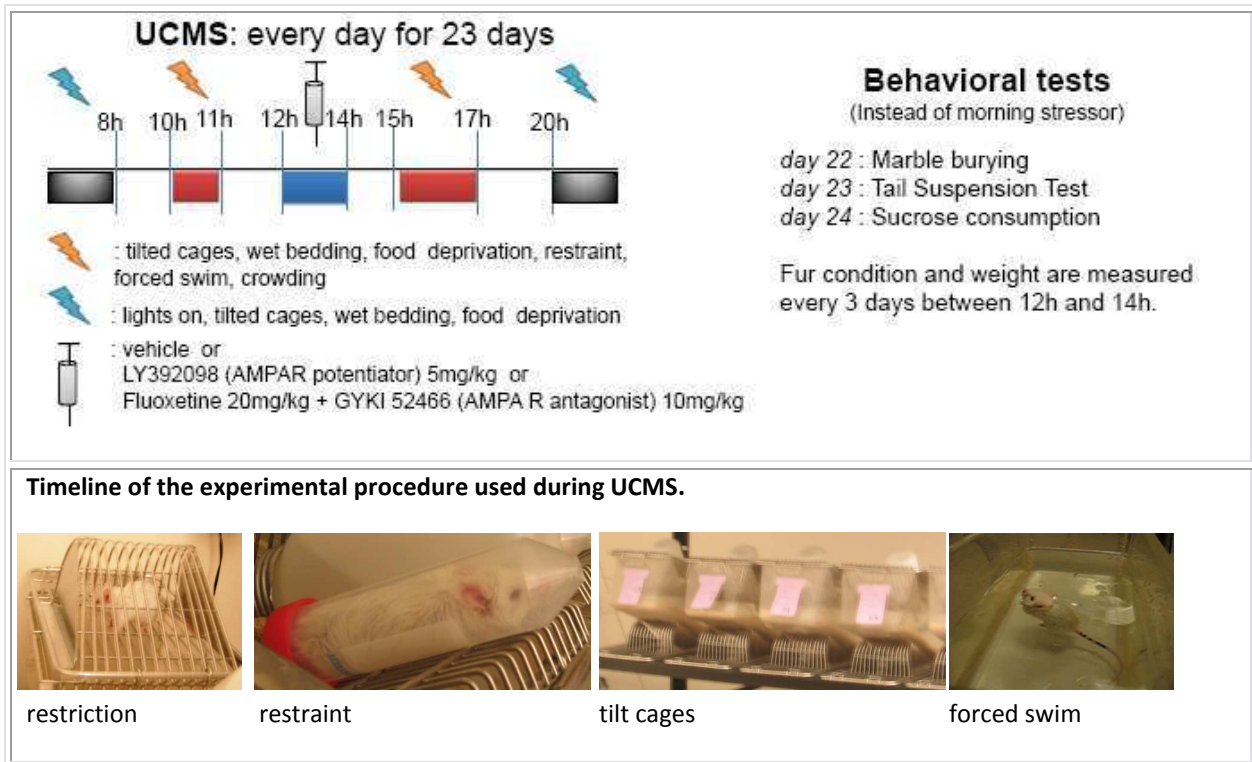 UCMS: every day for 23 days
8h 10h 11h 12h 14h 15h 17h 20h
: tilted cages, wet bedding, food deprivation, restraint,
forced swim, crowding
: lights on, tilted cages, wet bedding, food deprivation
: vehicle or
LY392098 (AMPAR potentiator) 5mg/kg or
Fluoxetine 20mg/kg + GYKI 52466 (AMPA R antagonist) 10mg/kg
Behavioral tests
(Instead of morning stressor)
day 22 : Marble burying
day 23 : Tail Suspension Test
day 24 : Sucrose consumption
Fur condition and weight are measured
every 3 days between 12h and 14h.
Timeline of the experimental procedure used during UCMS.
restriction
restraint
tilt cages
forced swim